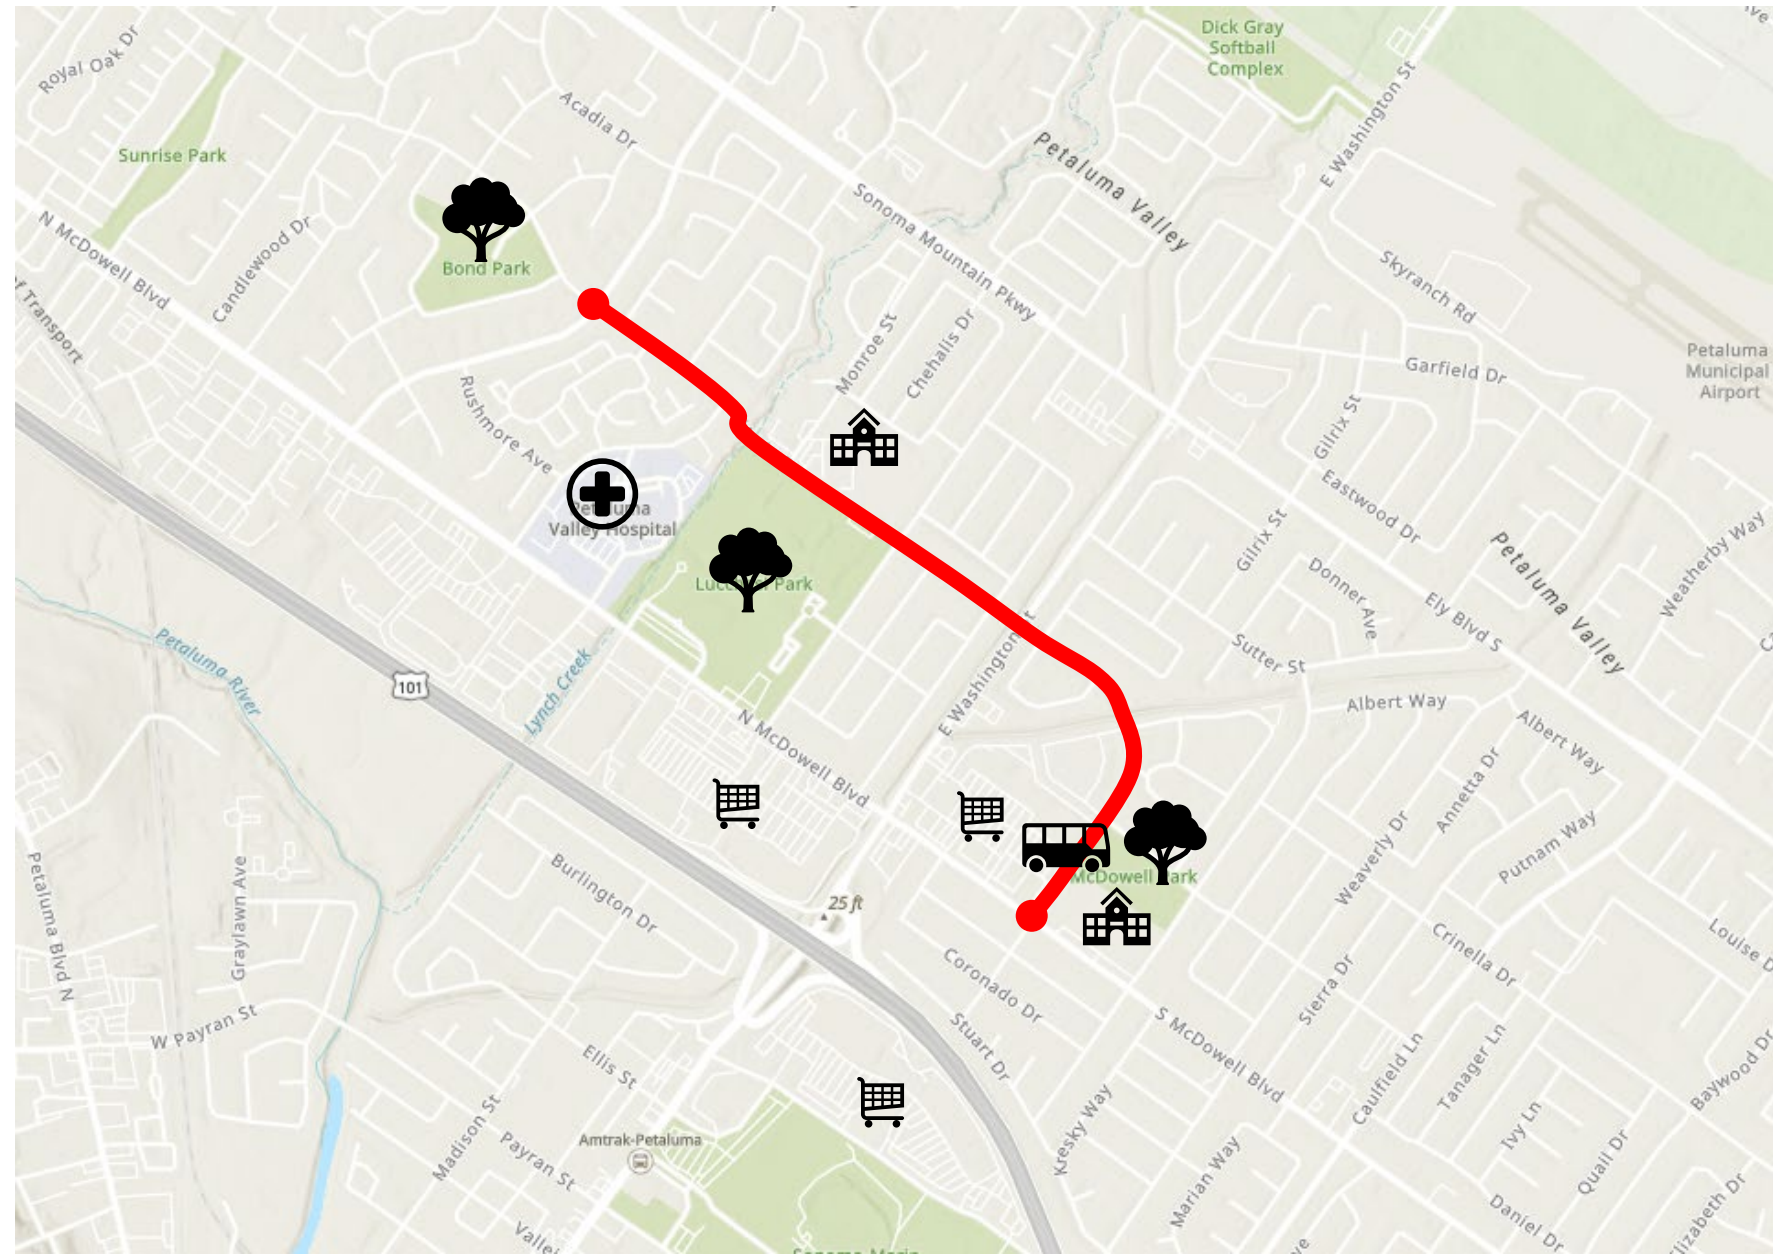 Royal Oak Dr
Dick Gray
Softball
Complex
Acadia Dr
E Washington St
Sunrise Park
Petaluma Valley
Sonoma Mountain Pkwy
N McDowell Blvd
Candlewood Dr
Bond Park
Skyranch Rd
of Transport
Monroe St
Chehalis Dr
Garfield Dr
Petaluma
Municipal
Airport
Rushmore Ave
Gilrix St
Eastwood Dr
Petaluma
Valley Hospital
Gilrix St
Petaluma Valley
Weatherby Way
Donner Ave
Ely Blvd S
Park
Sutter St
Petaluma River
Lynch Creek
101
E Washington
Albert Way
Albert Way
N McDowell Blvd
Annetta Dr
Weaverly Dr
Putnam Way
McDowell Park
Petaluma Blvd N
Graylawn Ave
Burlington Dr
25 ft
Coronado Dr
Crinella Dr
Louise D
Sierra Dr
W Payran St
Stuart Dr
S McDowell Blvd
Ellis St
Caulfield Ln
Tanager Ln
Baywood Dr
Madison St
Kresky Way
Ivy Ln
Amtrak-Petaluma
Payran St
Marian Way
Quail Dr
Daniel Dr
Elizabeth Dr
Vallej